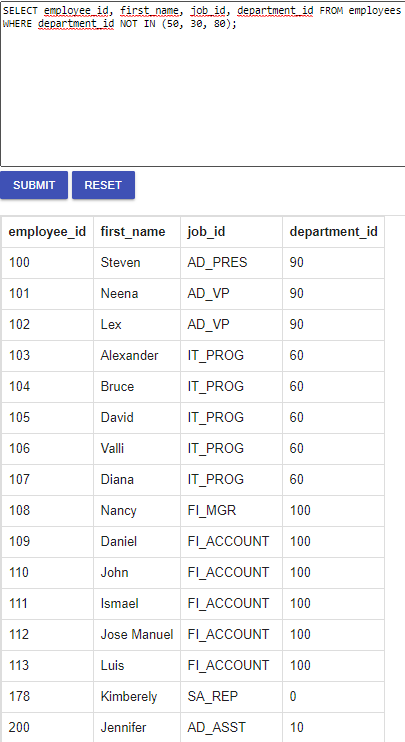 SELECT employee_id, first_name, job_id, department_id FROM employees
WHERE department_id NOT IN (50, 30, 80);
SUBMIT RESET
employee_id first_name job_id department_id
100 Steven AD_PRES 90
101 Neena AD_VP 90
102 Lex AD_VP 90
103 Alexander IT_PROG 60
104 Bruce IT_PROG 60
105 David IT_PROG 60
106 Valli IT_PROG 60
107 Diana IT_PROG 60
108 Nancy FI_MGR 100
109 Daniel FI_ACCOUNT 100
110 John FI_ACCOUNT 100
111 Ismael FI_ACCOUNT 100
112 Jose Manuel FI_ACCOUNT 100
113 Luis FI_ACCOUNT 100
178 Kimberely SA_REP 0
200 Jennifer AD_ASST 10